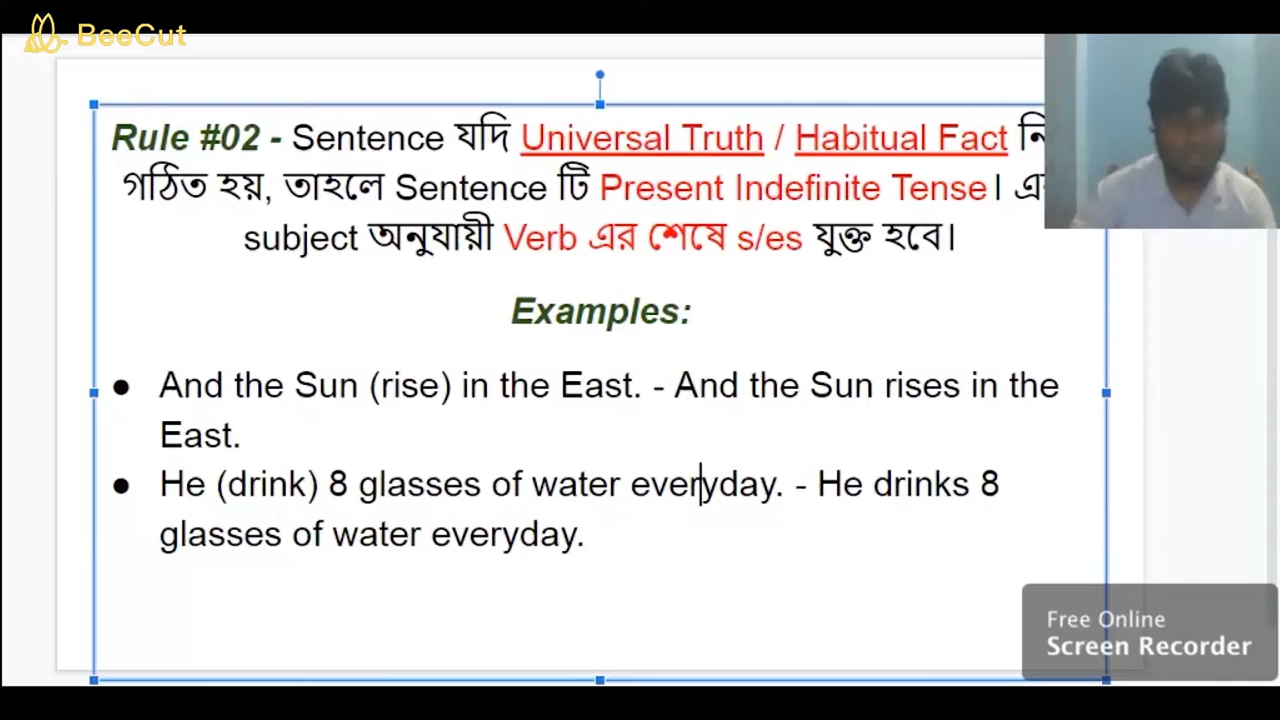 BeeCut
Rule #02 - Sentence যদি Universal Truth / Habitual Fact
গঠিত হয়, তাহলে Sentence টি Present Indefinite Tense।
subject অনুযায়ী Verb এর শেষে s/es যুক্ত হবে।
Examples:
● And the Sun (rise) in the East. - And the Sun rises in the
East.
● He (drink) 8 glasses of water everyday. - He drinks 8
glasses of water everyday.
Free Online
Screen Recorder